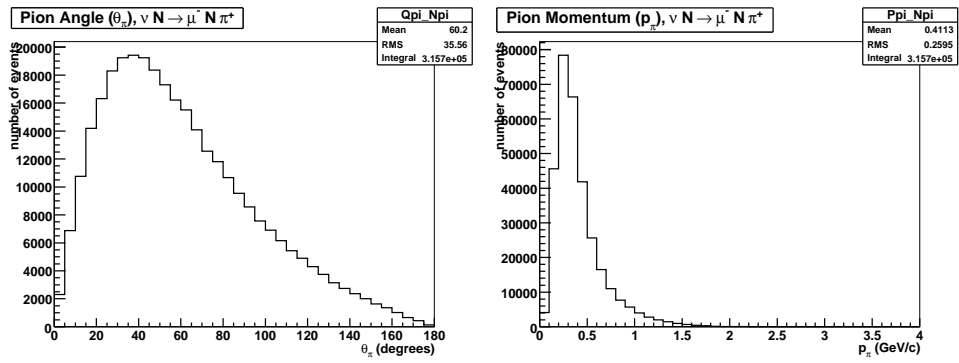 Pion Angle (θπ), ν N → μ⁻ N π⁺
Qpi_Npi
Mean 60.2
RMS 35.56
Integral 3.157e+05
number of events
20000
18000
16000
14000
12000
10000
8000
6000
4000
2000
0
0 20 40 60 80 100 120 140 160 180
θπ (degrees)
Pion Momentum (pπ), ν N → μ⁻ N π⁺
Ppi_Npi
Mean 0.4113
RMS 0.2595
Integral 3.157e+05
number of events
80000
70000
60000
50000
40000
30000
20000
10000
0
0 0.5 1 1.5 2 2.5 3 3.5 4
pπ (GeV/c)